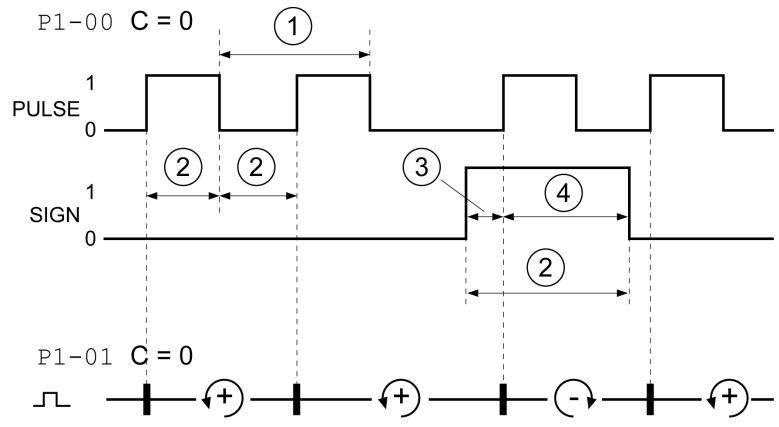 P1-00 C = 0
1
1
PULSE
0
2 2 3 4
1
SIGN
0
2
P1-01 C = 0
+ + - +